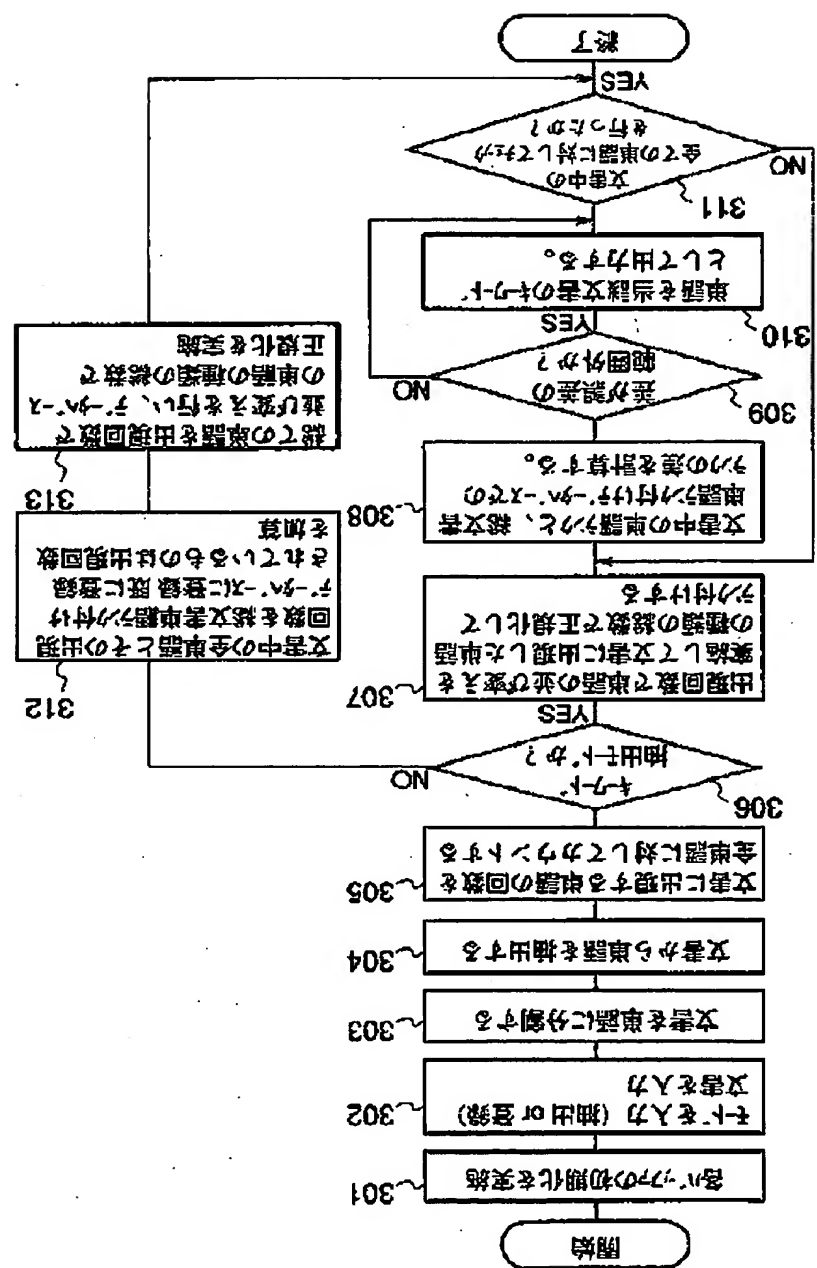 開始
301
各バッファの初期化を実施
302
モードを入力 (抽出 or 登録)
文書を入力
303
文書を単語に分割する
304
文書から単語を抽出する
305
文書に出現する単語の回数を
全単語に対してカウントする
306
キーワード
抽出モードか?
NO
YES
307
出現回数で単語の並び変えを
実施して文書に出現した単語
の種類の総数で正規化して
ランク付けする
308
文書中の単語ランクと、総文書
単語ランク付けデータベースでの
ランクの差を計算する。
309
差が誤差の
範囲外か?
NO
YES
310
単語を当該文書のキーワード
として出力する。
311
文書中の
全ての単語に対してチェック
を行ったか?
NO
YES
終了
312
文書中の全単語とその出現
回数を総文書単語ランク付け
データベースに登録 既に登録
されているものは出現回数
を加算
313
総ての単語を出現回数で
並び変えを行い、データベース
の単語の種類の総数で
正規化を実施